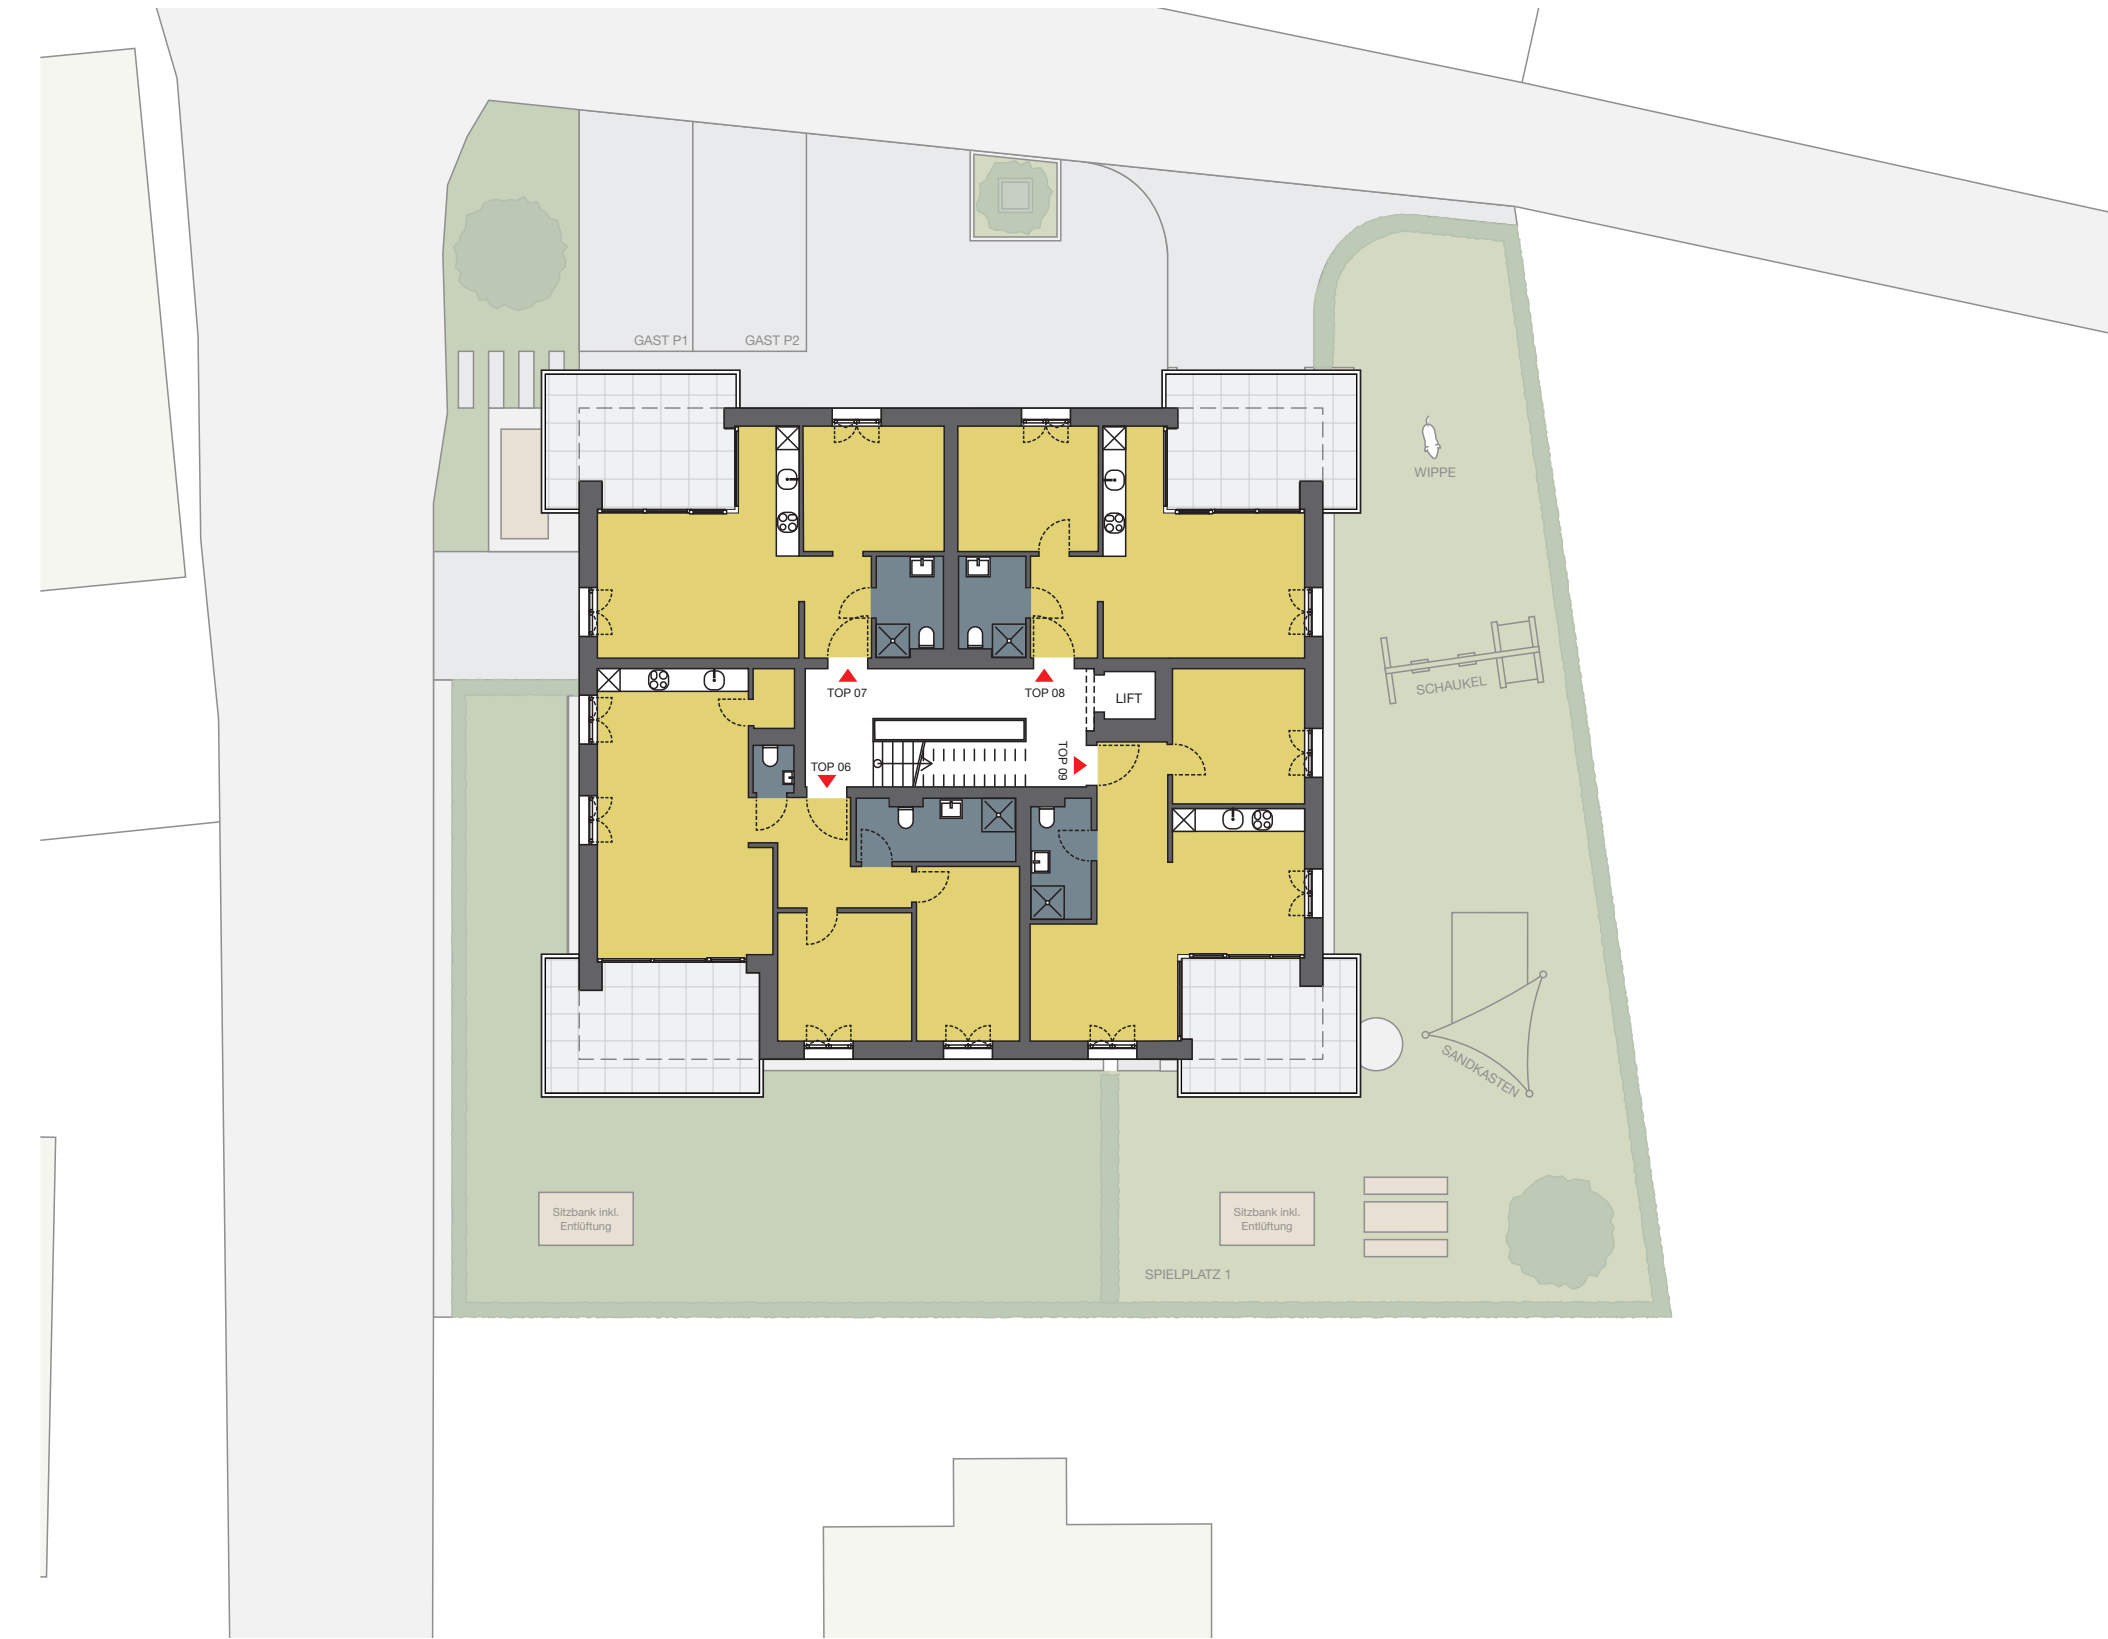 GAST P1
GAST P2
WIPPE
SCHAUKEL
TOP 07
TOP 08
LIFT
TOP 06
TOP 09
SANDKASTEN
Sitzbank inkl.
Entlüftung
Sitzbank inkl.
Entlüftung
SPIELPLATZ 1